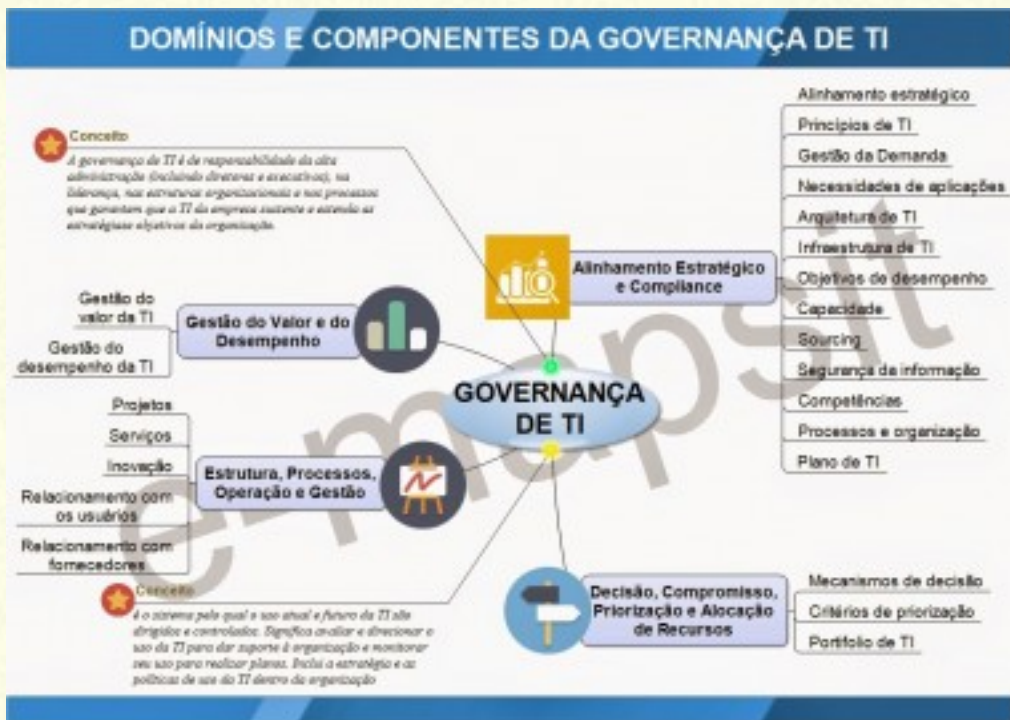 DOMÍNIOS E COMPONENTES DA GOVERNANÇA DE TI
Conceito
A governança de TI é de responsabilidade da alta
administração (incluindo diretores e executivos), na
liderança, nas estruturas organizacionais e nos processos
que garantem que a TI da empresa sustente e estenda as
estratégiase objetivos da organização.
Alinhamento Estratégico
e Compliance
Alinhamento estratégico
Princípios de TI
Gestão da Demanda
Necessidades de aplicações
Arquitetura de TI
Infraestrutura de TI
Objetivos de desempenho
Capacidade
Sourcing
Segurança da informação
Competências
Processos e organização
Plano de TI
Gestão do Valor e do
Desempenho
Gestão do
valor da TI
Gestão do
desempenho da TI
GOVERNANÇA
DE TI
Estrutura, Processos,
Operação e Gestão
Projetos
Serviços
Inovação
Relacionamento com
os usuários
Relacionamento com
fornecedores
Conceito
é o sistema pelo qual o uso atual e futuro da TI são
dirigidos e controlados. Significa avaliar e direcionar o
uso da TI para dar suporte à organização e monitorar
seu uso para realizar planos. Inclui a estratégia e as
políticas de uso da TI dentro da organização
Decisão, Compromisso,
Priorização e Alocação
de Recursos
Mecanismos de decisão
Critérios de priorização
Portifolio de TI
e-mapsit